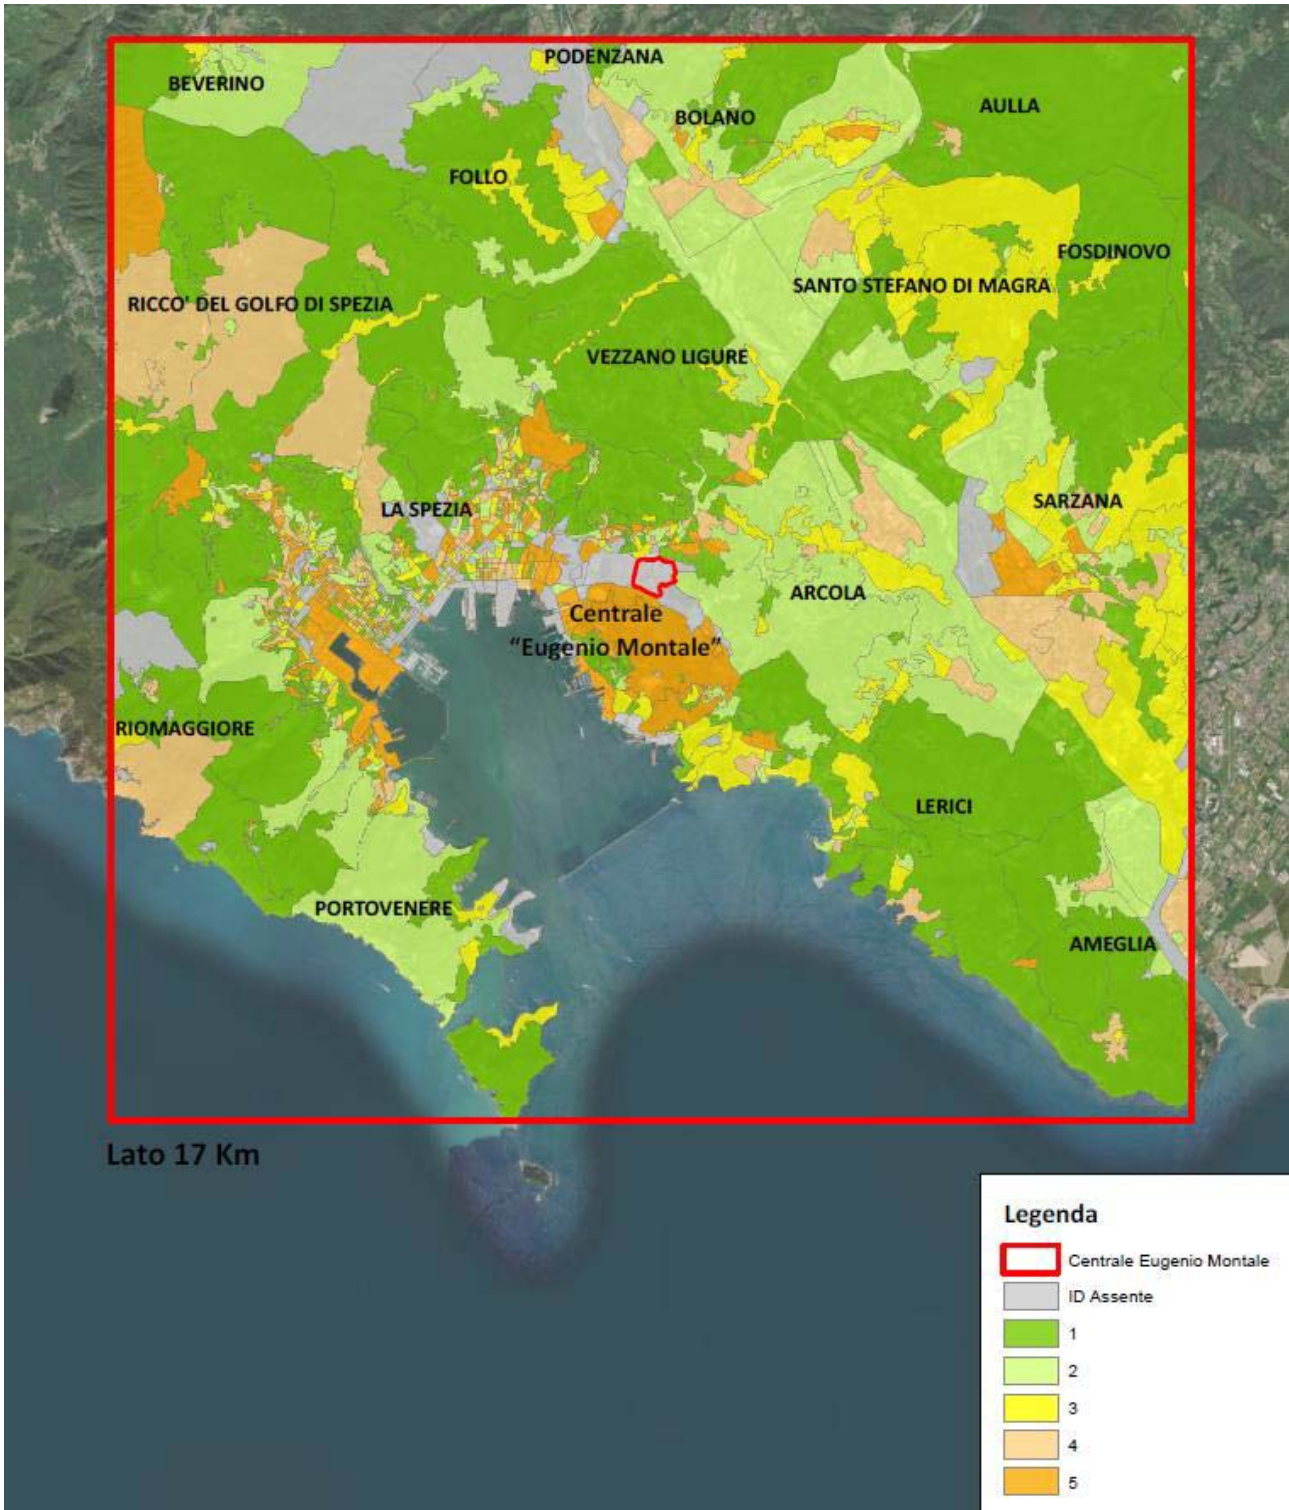 PODENZANA
BEVERINO
AULLA
BOLANO
FOLLO
FOSDINOVO
SANTO STEFANO DI MAGRA
RICCO' DEL GOLFO DI SPEZIA
VEZZANO LIGURE
SARZANA
LA SPEZIA
ARCOLA
Centrale
“Eugenio Montale”
RIOMAGGIORE
LERICI
PORTOVENERE
AMEGLIA
Lato 17 Km
Legenda
Centrale Eugenio Montale
ID Assente
1
2
3
4
5